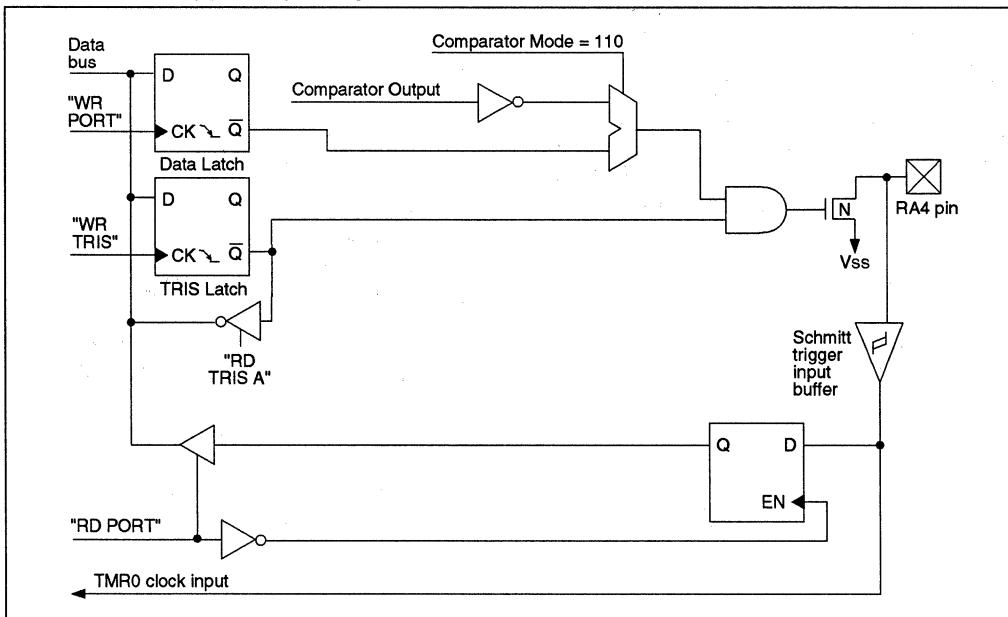 Data
bus
Comparator Mode = 110
D Q
Comparator Output
"WR
PORT"
CK Q
Data Latch
D Q
"WR
TRIS"
CK Q
TRIS Latch
N
RA4 pin
Vss
"RD
TRIS A"
Schmitt
trigger
input
buffer
Q D
EN
"RD PORT"
TMR0 clock input